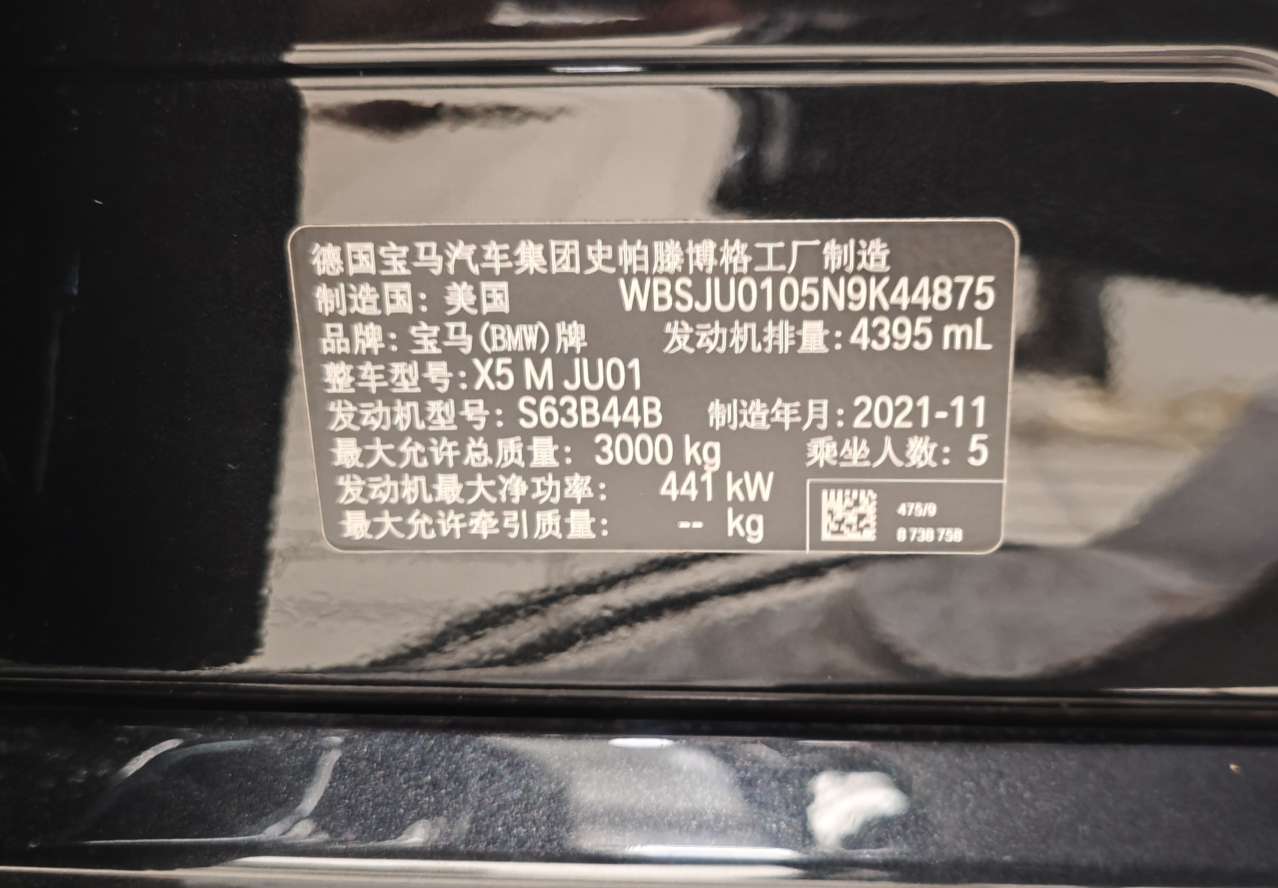 德国宝马汽车集团史帕滕博格工厂制造
制造国：美国 WBSJU0105N9K44875
品牌：宝马(BMW)牌 发动机排量：4395 mL
整车型号：X5 M JU01
发动机型号：S63B44B 制造年月：2021-11
最大允许总质量：3000 kg 乘坐人数：5
发动机最大净功率：441 kW
最大允许牵引质量：-- kg
475/9
8 738 758